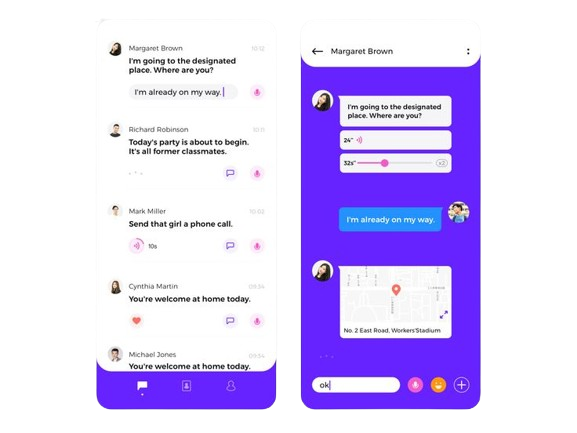 Margaret Brown 10:12
I'm going to the designated
place. Where are you?
I'm already on my way.
Richard Robinson
Today's party is about to begin.
It's all former classmates.
Mark Miller 10:02
Send that girl a phone call.
10s
Cynthia Martin 09:34
You're welcome at home today.
Michael Jones 09:34
You're welcome at home today.
Margaret Brown
I'm going to the designated
place. Where are you?
24"
32s" x2
I'm already on my way.
No. 2 East Road, Workers'Stadium
ok